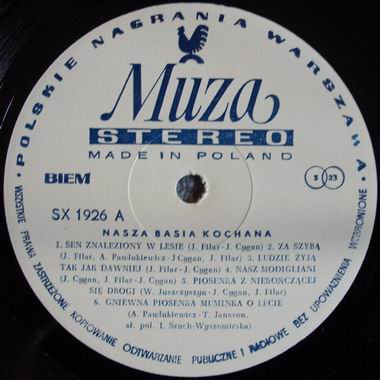 POLSKIE NAGRANIA WARSZAWA
Muza
STEREO
MADE IN POLAND
BIEM
S 33
SX 1926 A
NASZA BASIA KOCHANA
1. SEN ZNALEZIONY W LESIE (J. Filar-J. Cygan) 2. ZA SZYBĄ
(J. Filar, A. Pawlukiewicz-J Cygan, J. Filar) 3. LUDZIE ŻYJĄ
TAK JAK DAWNIEJ (J. Filar - J. Cygan) 4. NASZ MODIGLIANI
(J. Filar - J. Cygan, J. Filar) 5. PIOSENKA Z NIEKOŃCZĄCEJ
SIĘ DROGI (W. Juszczyszyn-J. Cygan, J. Filar)
6. GNIEWNA PIOSENKA MUMINKA O LECIE
(A. Pawlukiewicz-T. Jansson,
sł. pol. I. Szuch-Wyszomirska)
WSZYSTKIE PRAWA ZASTRZEŻONE KOPIOWANIE ODTWARZANIE PUBLICZNE I RADIOWE BEZ UPOWAŻNIENIA WZBRONIONE